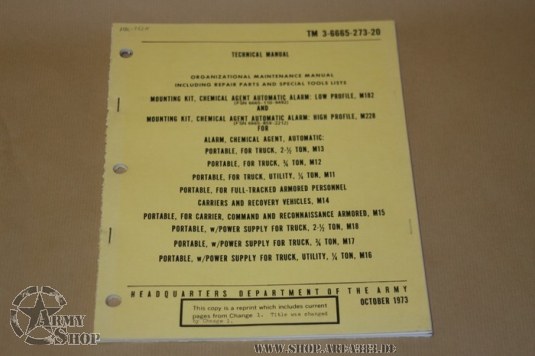 TM 3-6665-273-20
TECHNICAL MANUAL
ORGANIZATIONAL MAINTENANCE MANUAL
INCLUDING REPAIR PARTS AND SPECIAL TOOLS LISTS
MOUNTING KIT, CHEMICAL AGENT AUTOMATIC ALARM: LOW PROFILE, M182
AND
MOUNTING KIT, CHEMICAL AGENT AUTOMATIC ALARM: HIGH PROFILE, M228
FOR
ALARM, CHEMICAL AGENT, AUTOMATIC:
PORTABLE, FOR TRUCK, 2-½ TON, M13
PORTABLE, FOR TRUCK, ¾ TON, M12
PORTABLE, FOR TRUCK, UTILITY, ¼ TON, M11
PORTABLE, FOR FULL-TRACKED ARMORED PERSONNEL
CARRIERS AND RECOVERY VEHICLES, M14
PORTABLE, FOR CARRIER, COMMAND AND RECONNAISSANCE ARMORED, M15
PORTABLE, w/POWER SUPPLY FOR TRUCK, 2-½ TON, M18
PORTABLE, w/POWER SUPPLY FOR TRUCK, ¾ TON, M17
PORTABLE, w/POWER SUPPLY FOR TRUCK, UTILITY, ¼ TON, M16
HEADQUARTERS DEPARTMENT OF THE ARMY
OCTOBER 1973
This copy is a reprint which includes current
pages from Change 1. Title was changed
by Change 1.
ARMY
SHOP
WWW.SHOP.ARMYBW.DE